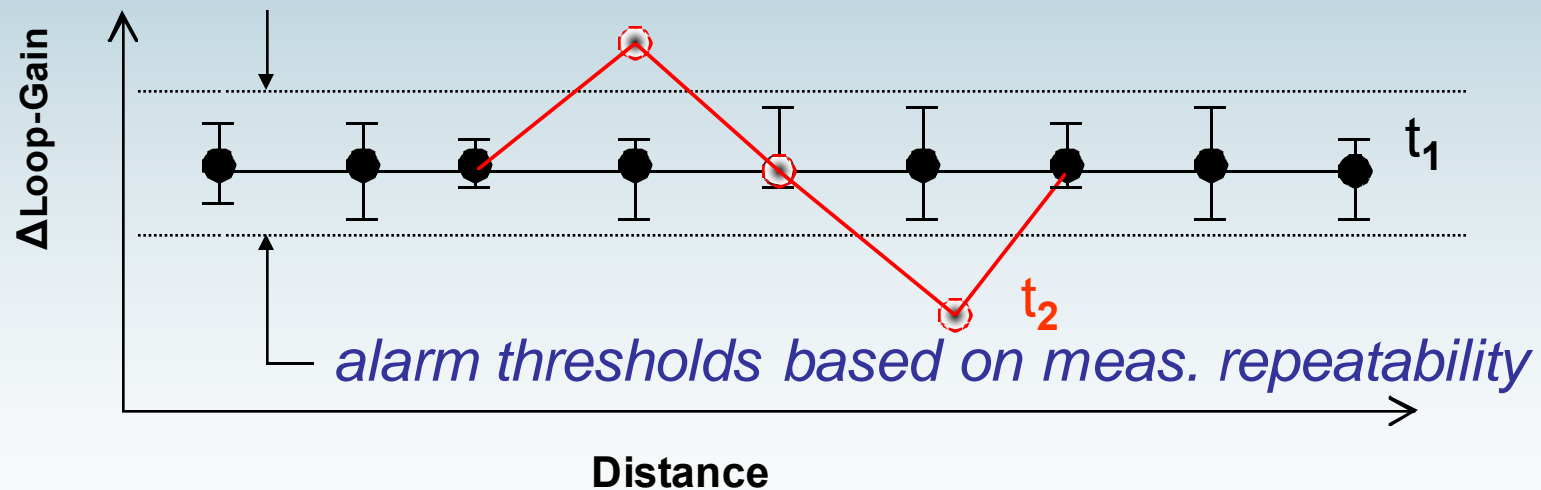 ΔLoop-Gain
t1
t2
alarm thresholds based on meas. repeatability
Distance